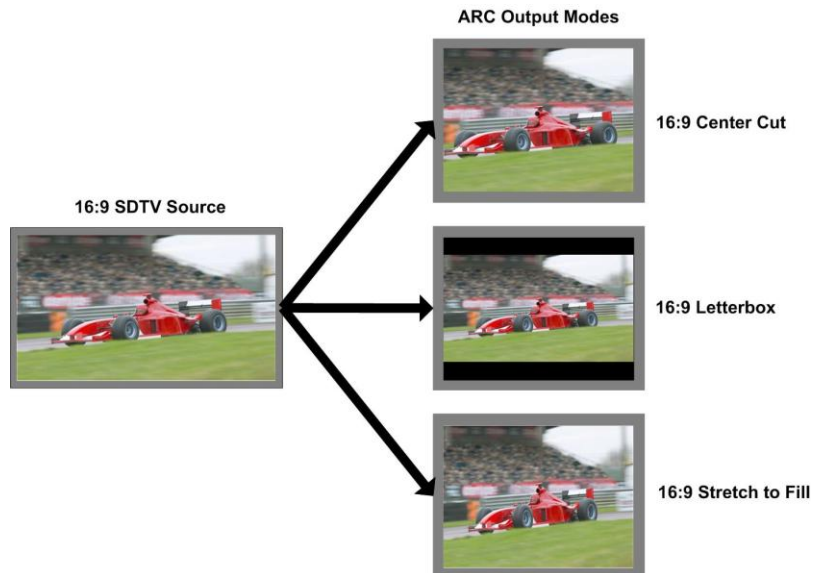 ARC Output Modes
16:9 Center Cut
16:9 SDTV Source
16:9 Letterbox
16:9 Stretch to Fill